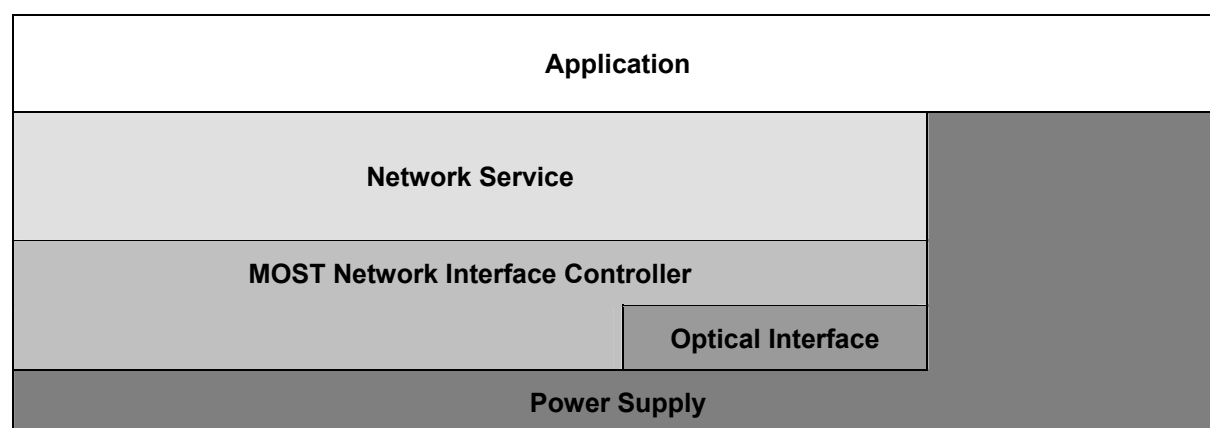 Application
Network Service
MOST Network Interface Controller
Optical Interface
Power Supply